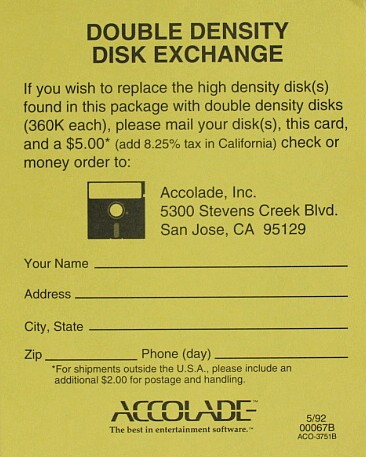 DOUBLE DENSITY
DISK EXCHANGE
If you wish to replace the high density disk(s)
found in this package with double density disks
(360K each), please mail your disk(s), this card,
and a $5.00* (add 8.25% tax in California) check or
money order to:
Accolade, Inc.
5300 Stevens Creek Blvd.
San Jose, CA 95129
Your Name
Address
City, State
Zip Phone (day)
*For shipments outside the U.S.A., please include an
additional $2.00 for postage and handling.
ACCOLADE™
The best in entertainment software.™
5/92
00067B
ACO-3751B